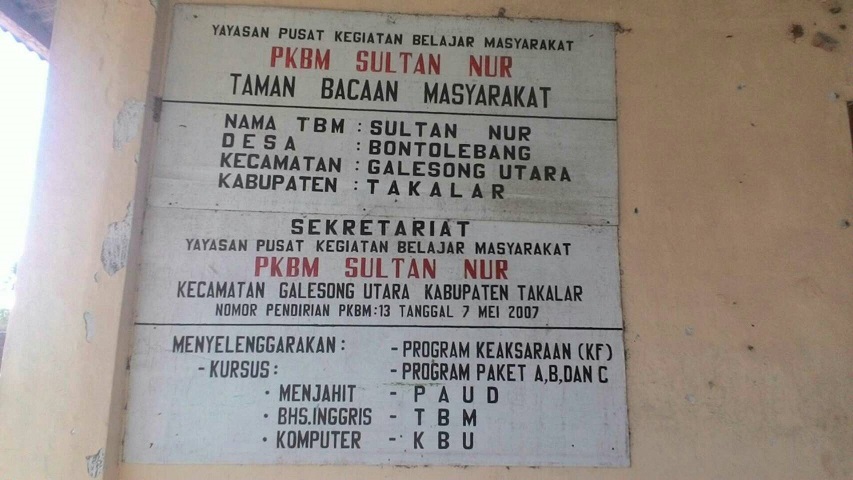 YAYASAN PUSAT KEGIATAN BELAJAR MASYARAKAT
PKBM SULTAN NUR
TAMAN BACAAN MASYARAKAT
NAMA TBM : SULTAN NUR
DESA : BONTOLEBANG
KECAMATAN : GALESONG UTARA
KABUPATEN : TAKALAR
SEKRETARIAT
YAYASAN PUSAT KEGIATAN BELAJAR MASYARAKAT
PKBM SULTAN NUR
KECAMATAN GALESONG UTARA KABUPATEN TAKALAR
NOMOR PENDIRIAN PKBM:13 TANGGAL 7 MEI 2007
MENYELENGGARAKAN : - PROGRAM KEAKSARAAN (KF)
- KURSUS : - PROGRAM PAKET A,B,DAN C
· MENJAHIT - PAUD
· BHS.INGGRIS - TBM
· KOMPUTER - KBU